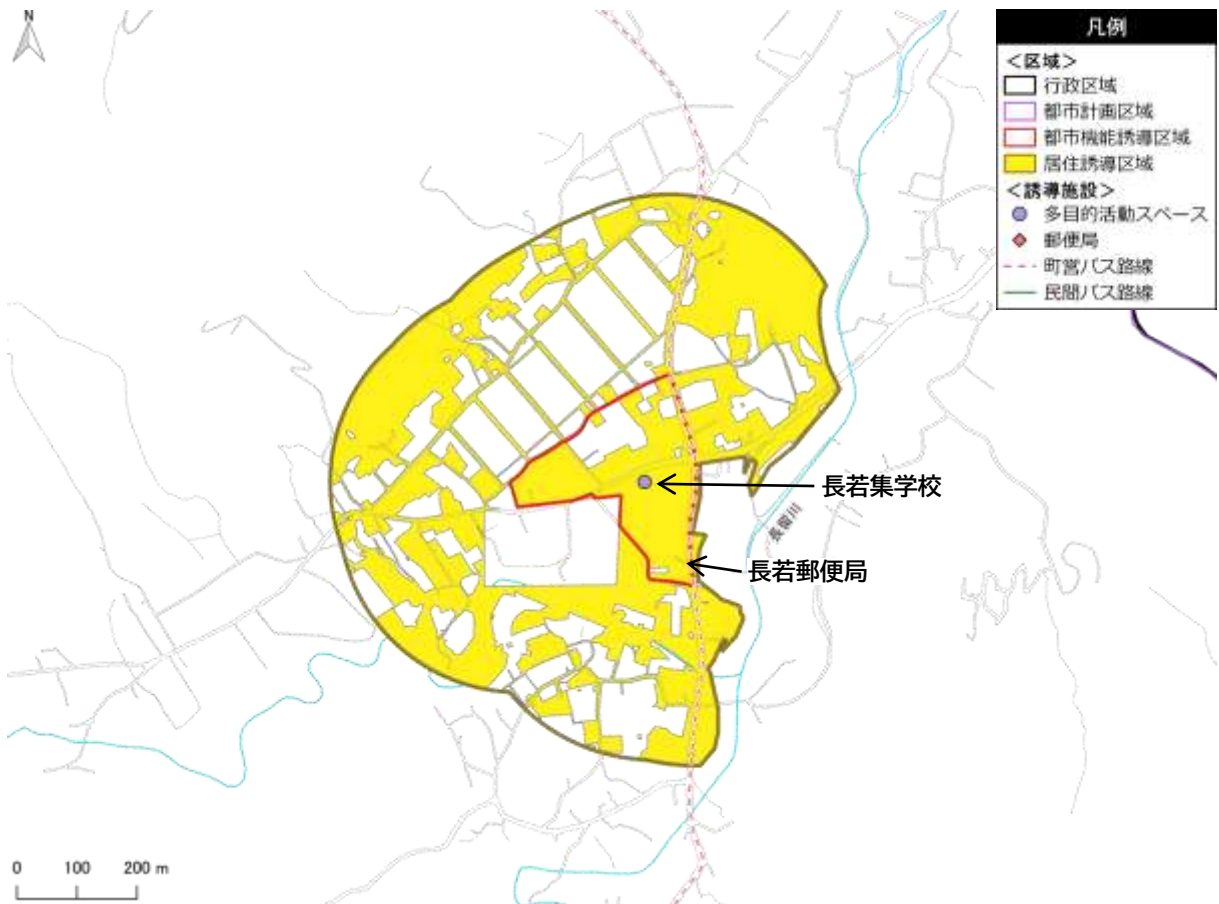 N
凡例
＜区域＞
行政区域
都市計画区域
都市機能誘導区域
居住誘導区域
＜誘導施設＞
多目的活動スペース
郵便局
町営バス路線
民間バス路線
長若集学校
長留川
長若郵便局
0 100 200 m